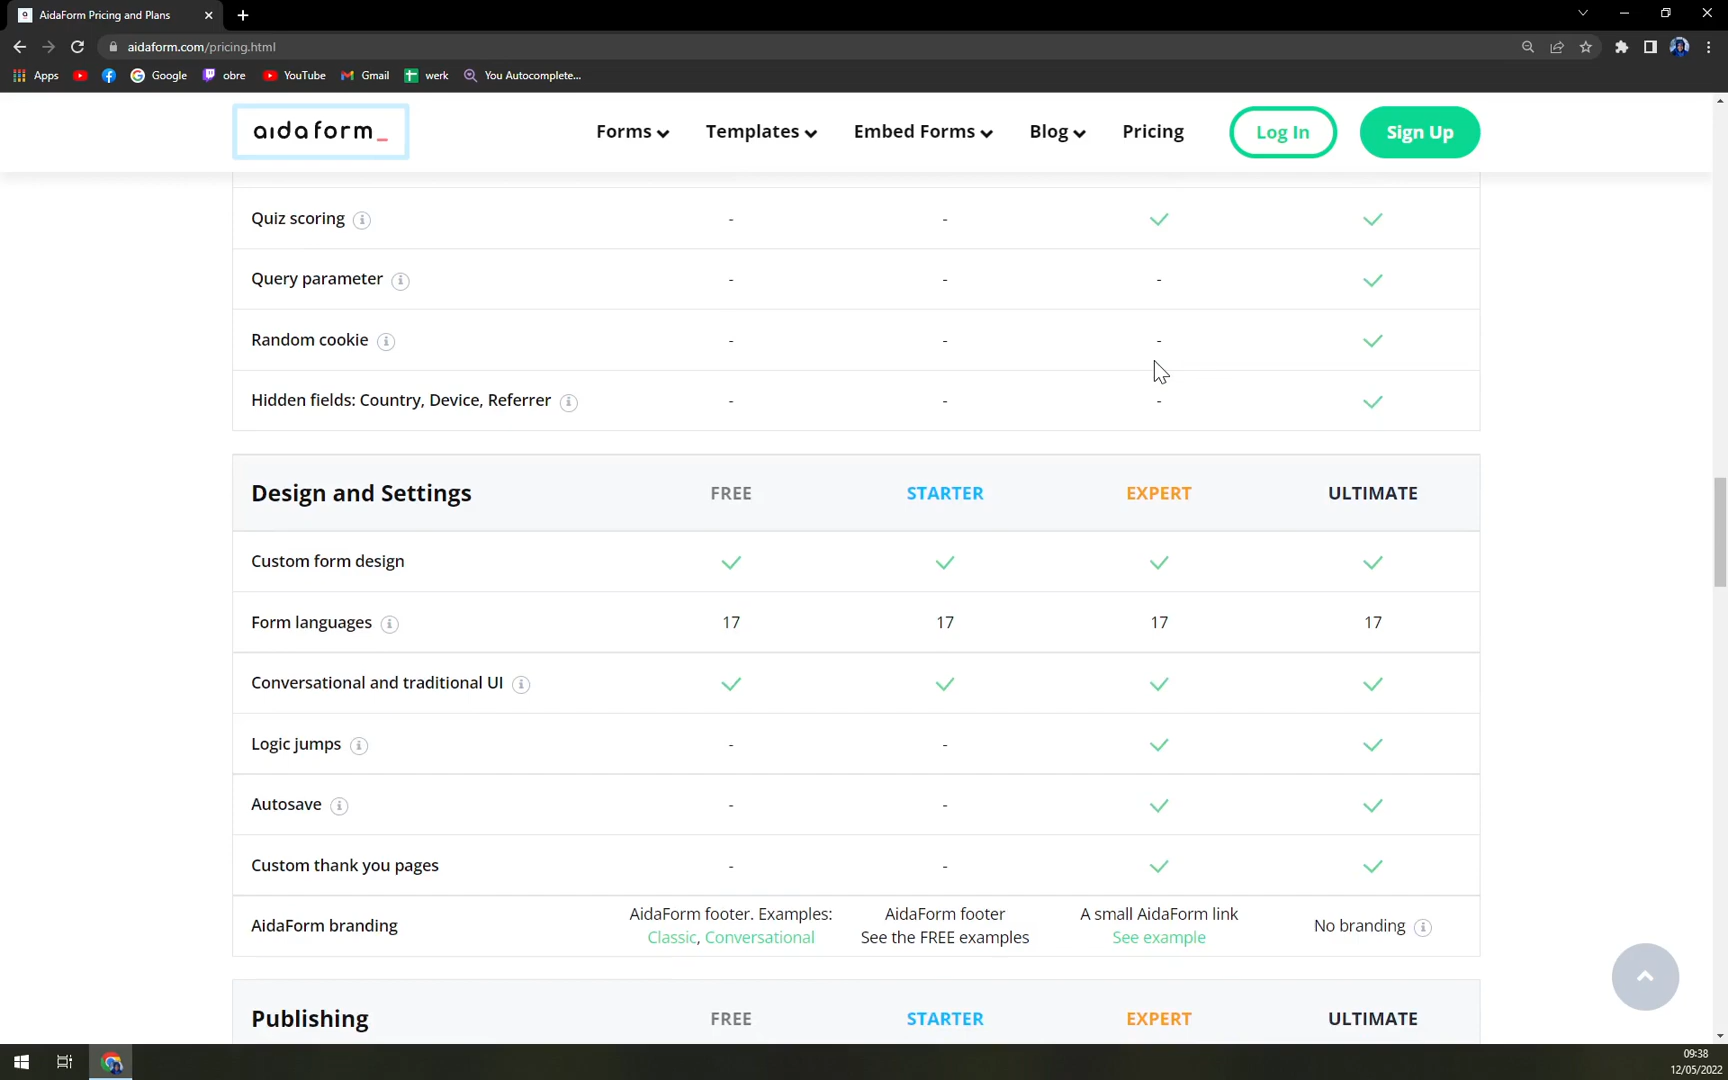 AidaForm Pricing and Plans
aidaform.com/pricing.html
Apps Google obre YouTube Gmail werk You Autocomplete...
aidaform_ Forms Templates Embed Forms Blog Pricing Log In Sign Up
Quiz scoring - -
Query parameter - - -
Random cookie - - -
Hidden fields: Country, Device, Referrer - - -
Design and Settings FREE STARTER EXPERT ULTIMATE
Custom form design
Form languages 17 17 17 17
Conversational and traditional UI
Logic jumps - -
Autosave - -
Custom thank you pages - -
AidaForm branding
AidaForm footer. Examples:
Classic, Conversational
AidaForm footer
See the FREE examples
A small AidaForm link
See example
No branding
Publishing FREE STARTER EXPERT ULTIMATE
09:38
12/05/2022